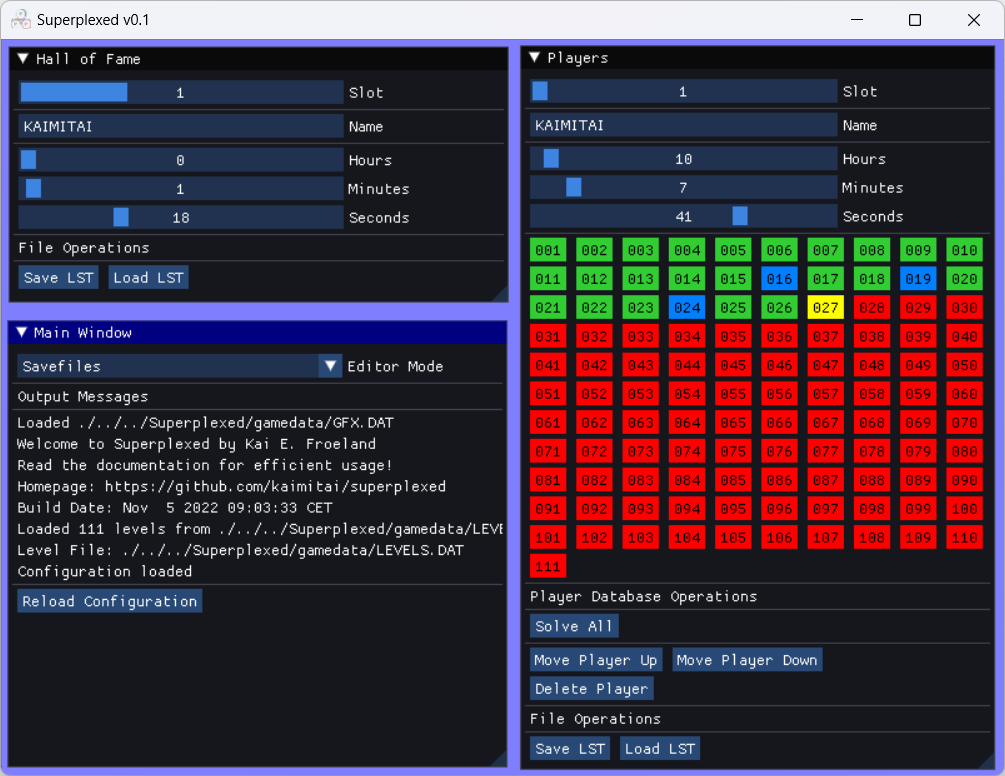 Superplexed v0.1
Hall of Fame
1 Slot
KAIMITAI Name
0 Hours
1 Minutes
18 Seconds
File Operations
Save LST Load LST
Main Window
Savefiles Editor Mode
Output Messages
Loaded ./../../Superplexed/gamedata/GFX.DAT
Welcome to Superplexed by Kai E. Froeland
Read the documentation for efficient usage!
Homepage: https://github.com/kaimitai/superplexed
Build Date: Nov  5 2022 09:03:33 CET
Loaded 111 levels from ./../../Superplexed/gamedata/LEVE
Level File: ./../../Superplexed/gamedata/LEVELS.DAT
Configuration loaded
Reload Configuration
Players
1 Slot
KAIMITAI Name
10 Hours
7 Minutes
41 Seconds
001 002 003 004 005 006 007 008 009 010
011 012 013 014 015 016 017 018 019 020
021 022 023 024 025 026 027 028 029 030
031 032 033 034 035 036 037 038 039 040
041 042 043 044 045 046 047 048 049 050
051 052 053 054 055 056 057 058 059 060
061 062 063 064 065 066 067 068 069 070
071 072 073 074 075 076 077 078 079 080
081 082 083 084 085 086 087 088 089 090
091 092 093 094 095 096 097 098 099 100
101 102 103 104 105 106 107 108 109 110
111
Player Database Operations
Solve All
Move Player Up Move Player Down
Delete Player
File Operations
Save LST Load LST